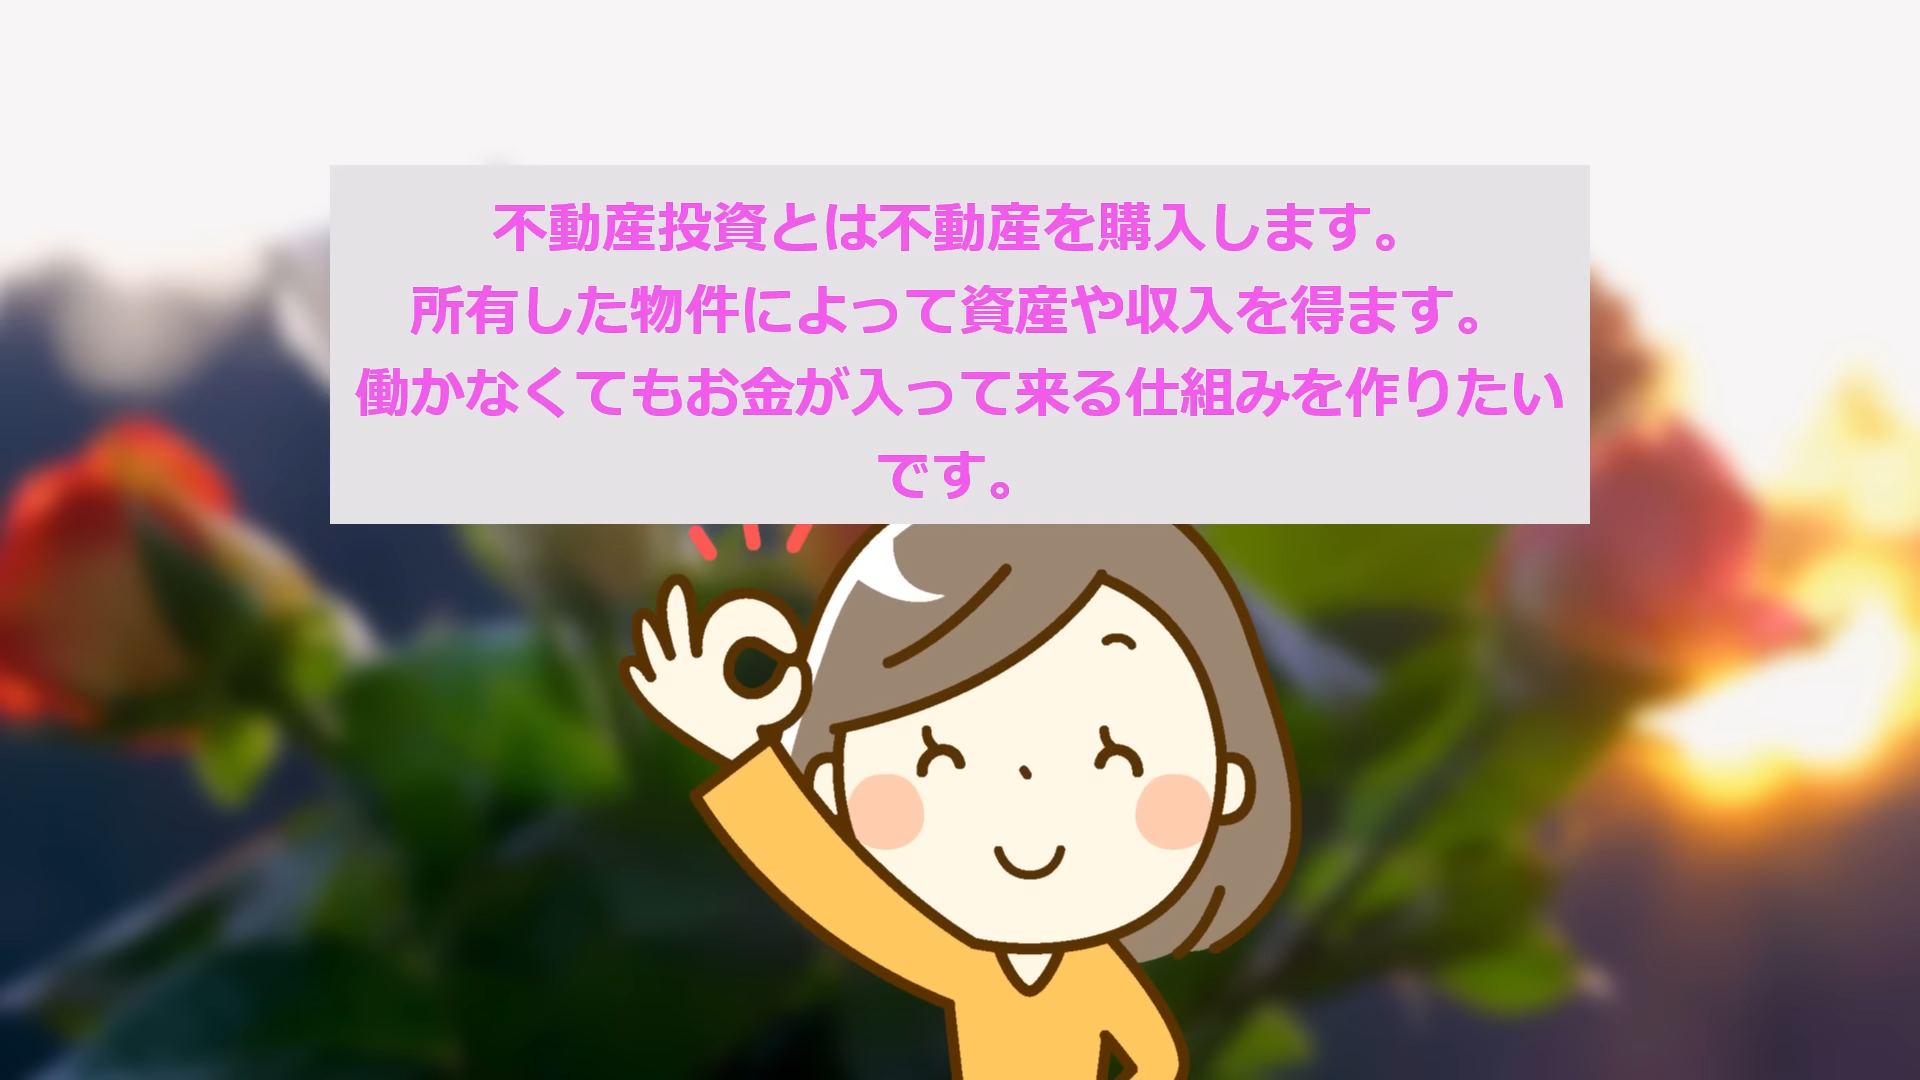 不動産投資とは不動産を購入します。
所有した物件によって資産や収入を得ます。
働かなくてもお金が入って来る仕組みを作りたい
です。